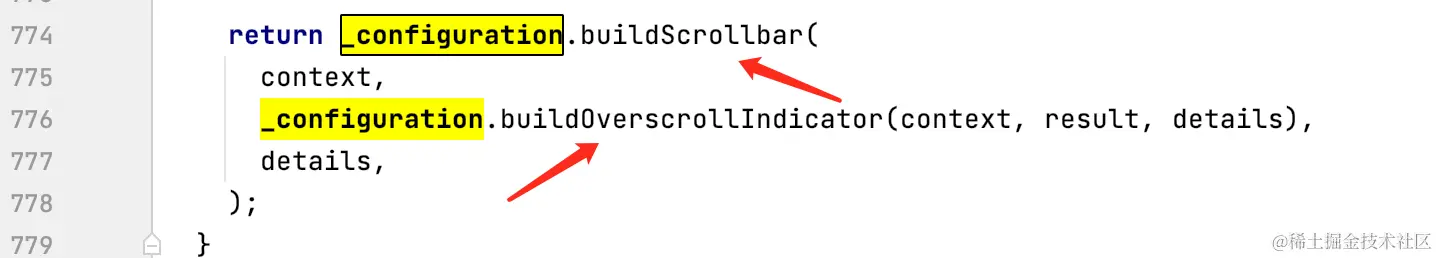 774 return _configuration.buildScrollbar(
775 context,
776 _configuration.buildOverscrollIndicator(context, result, details),
777 details,
778 );
779 }
@稀土掘金技术社区